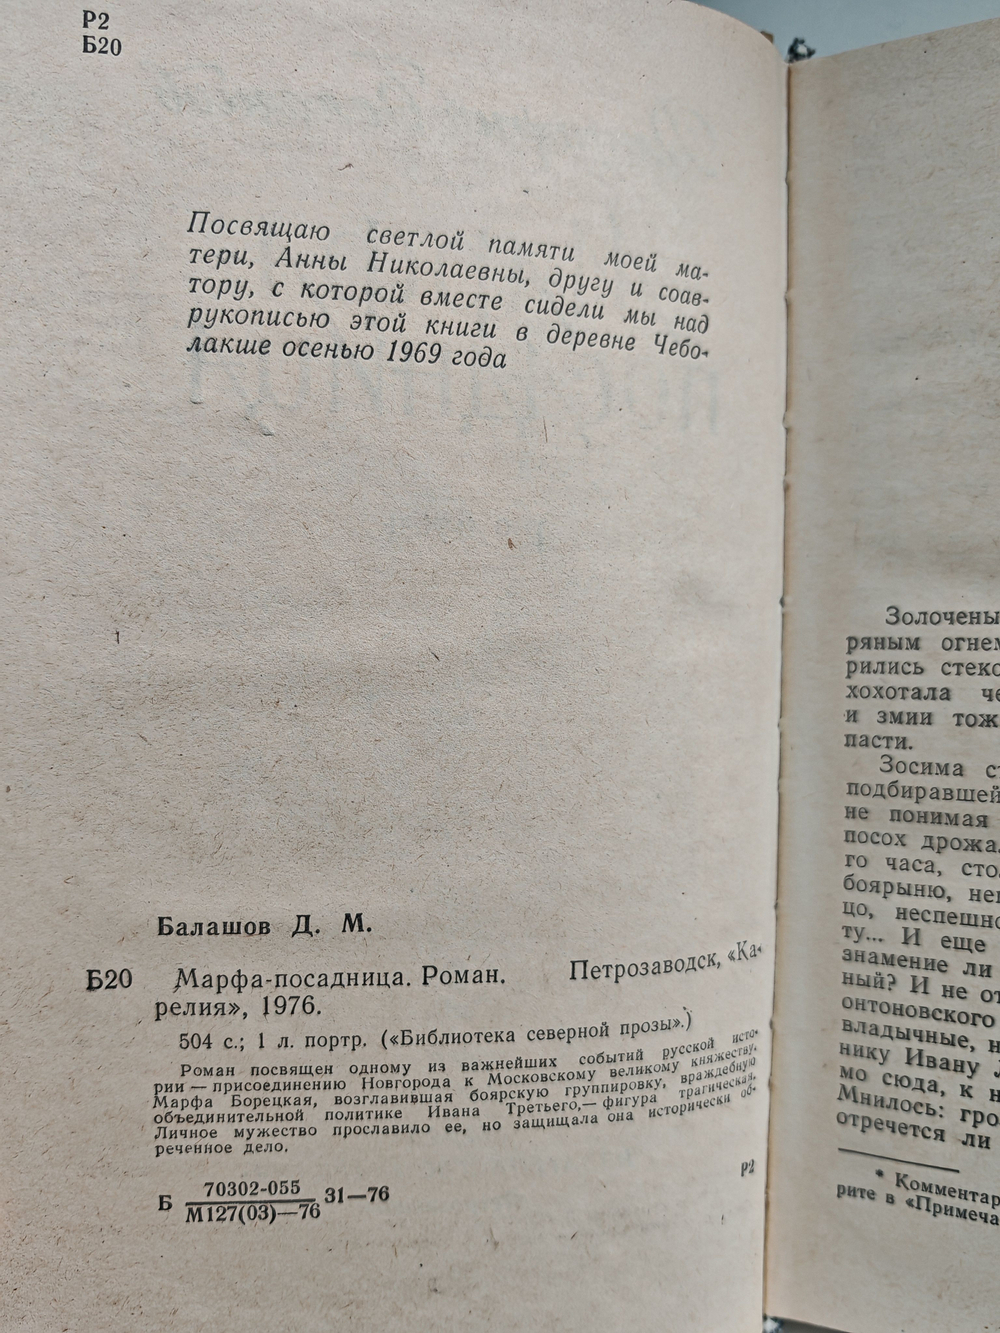 Р2
Б20
Посвящаю светлой памяти моей ма-
тери, Анны Николаевны, другу и соав-
тору, с которой вместе сидели мы над
рукописью этой книги в деревне Чебо-
лакше осенью 1969 года
Балашов Д. М.
Б20 Марфа-посадница. Роман. Петрозаводск, «Ка-
релия», 1976.
504 с.; 1 л. портр. («Библиотека северной прозы».)
Роман посвящен одному из важнейших событий русской исто-
рии — присоединению Новгорода к Московскому великому княжеству.
Марфа Борецкая, возглавившая боярскую группировку, враждебную
объединительной политике Ивана Третьего,— фигура трагическая.
Личное мужество прославило ее, но защищала она исторически об-
реченное дело.
Б 70302-055
М127(03)—76 31—76
Р2
Золочены
ряным огнем
рились стекс
хохотала че
и змии тож
пасти.
Зосима ст
подбиравшей
не понимая
посох дрожа
го часа, сто
боярыню, не
цо, неспешно
ту... И еще
знамение ли
ный? И не от
онтоновского
владычные, н
нику Ивану
мо сюда, к н
Мнилось: гро
отречется ли
* Комментар
рите в «Примеча